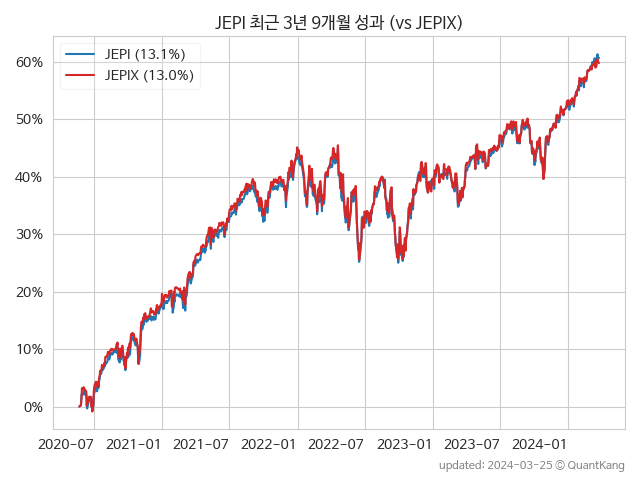 JEPI 최근 3년 9개월 성과 (vs JEPIX)
JEPI (13.1%)
JEPIX (13.0%)
60%
50%
40%
30%
20%
10%
0%
2020-07 2021-01 2021-07 2022-01 2022-07 2023-01 2023-07 2024-01
updated: 2024-03-25 © QuantKang